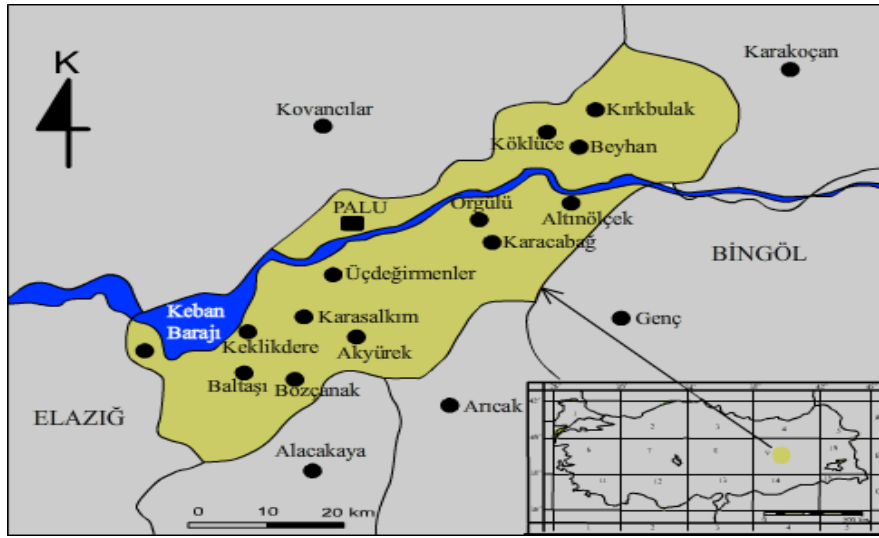 Karakoçan
K
Kırkbulak
Kovancılar
Köklüce
Beyhan
PALU
Örgülü
Altınölçek
Karacabağ
BİNGÖL
Üçdeğirmenler
Keban
Barajı
Karasalkım
Genç
Keklikdere
Akyürek
Baltaşı
Bozçanak
Arıcak
ELAZIĞ
Alacakaya
0 10 20 km